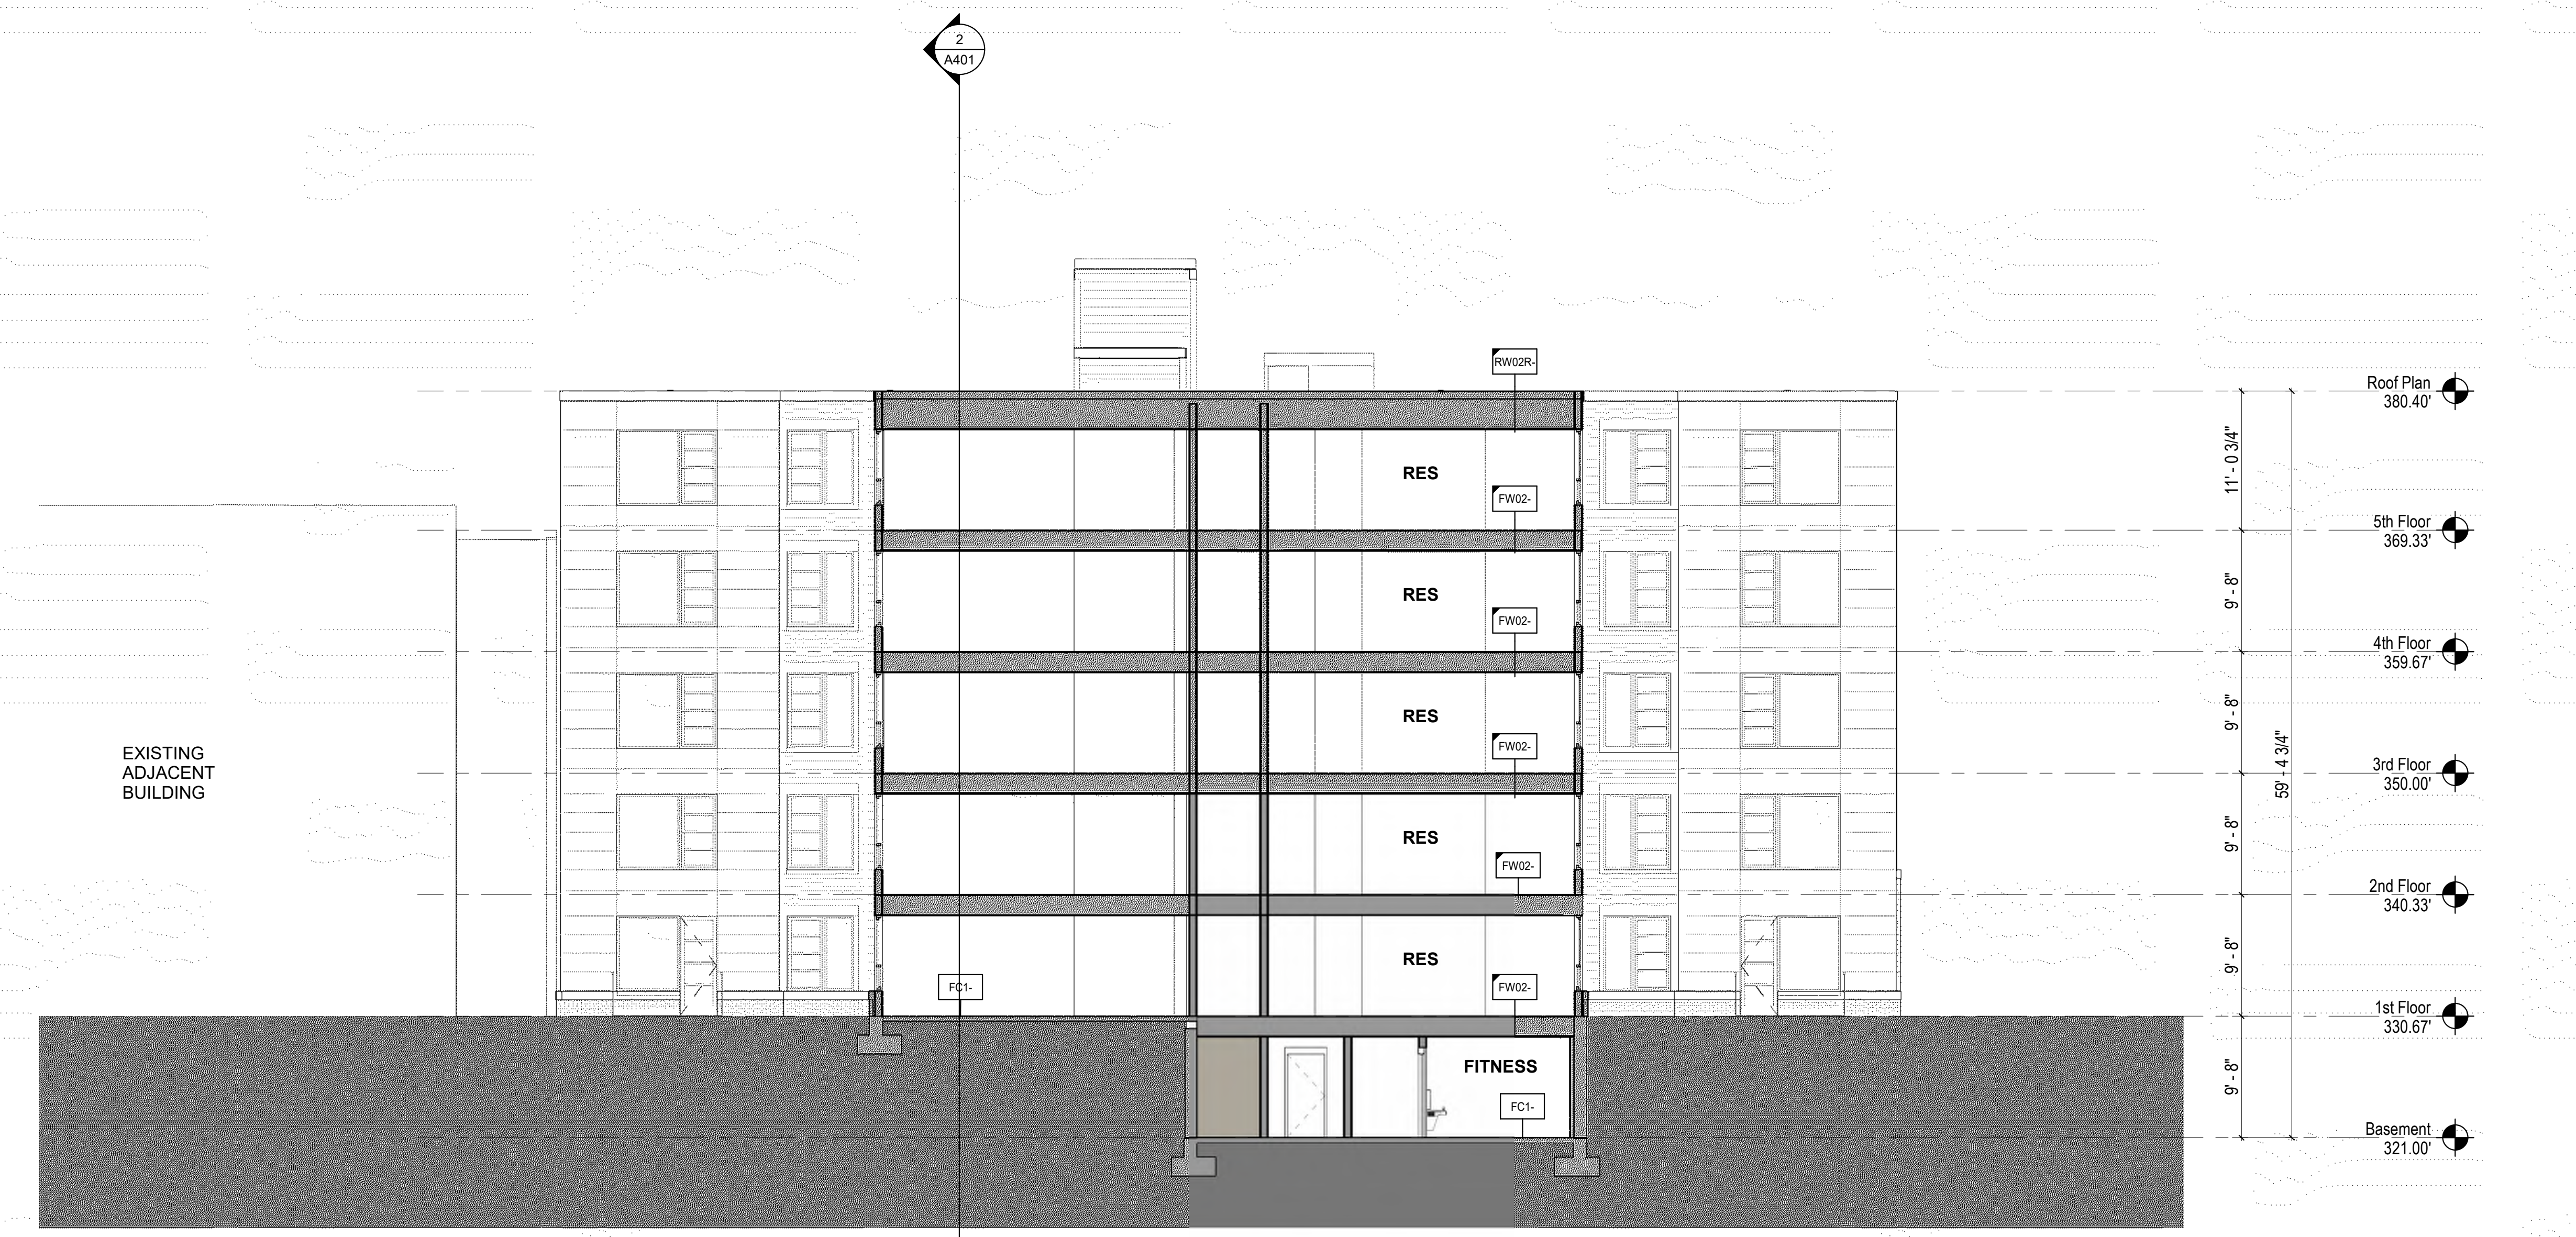 2
A401
RW02R-
Roof Plan
380.40'
11' - 0 3/4"
RES
FW02-
5th Floor
369.33'
9' - 8"
RES
FW02-
4th Floor
359.67'
9' - 8"
RES
FW02-
EXISTING
ADJACENT
BUILDING
59' - 4 3/4"
3rd Floor
350.00'
9' - 8"
RES
FW02-
2nd Floor
340.33'
9' - 8"
RES
FC1-
FW02-
1st Floor
330.67'
9' - 8"
FITNESS
FC1-
Basement
321.00'